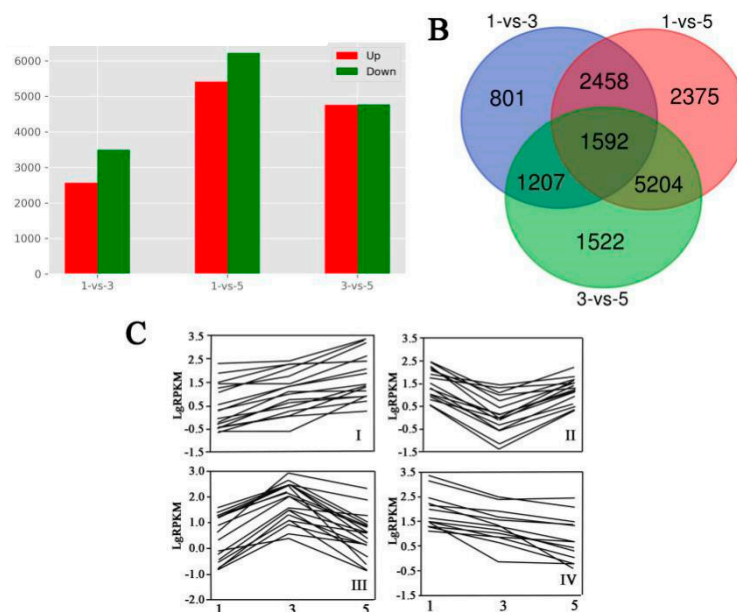 B
1-vs-3 1-vs-5
6000
5000
4000
3000
2000
1000
0
Up
Down
1-vs-3 1-vs-5 3-vs-5
801 2458 2375
1592
1207 5204
1522
3-vs-5
C
LgRPKM
3.5
2.5
1.5
0.5
-0.5
-1.5
I
LgRPKM
3.5
2.5
1.5
0.5
-0.5
-1.5
II
LgRPKM
3.0
2.0
1.0
0.0
-1.0
-2.0
III
1 3 5
LgRPKM
3.5
2.5
1.5
0.5
-0.5
-1.5
IV
1 3 5